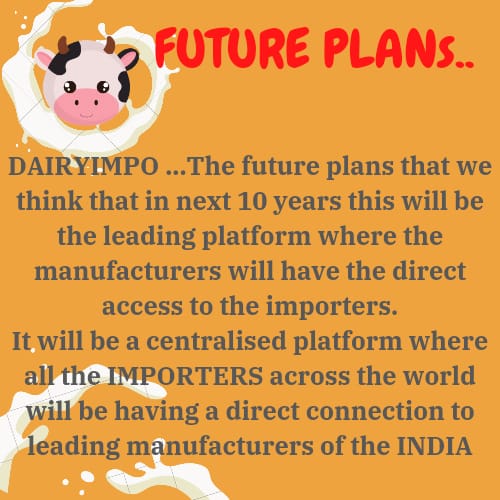 FUTURE PLANs..
DAIRYIMPO ...The future plans that we
think that in next 10 years this will be
the leading platform where the
manufacturers will have the direct
access to the importers.
It will be a centralised platform where
all the IMPORTERS across the world
will be having a direct connection to
leading manufacturers of the INDIA